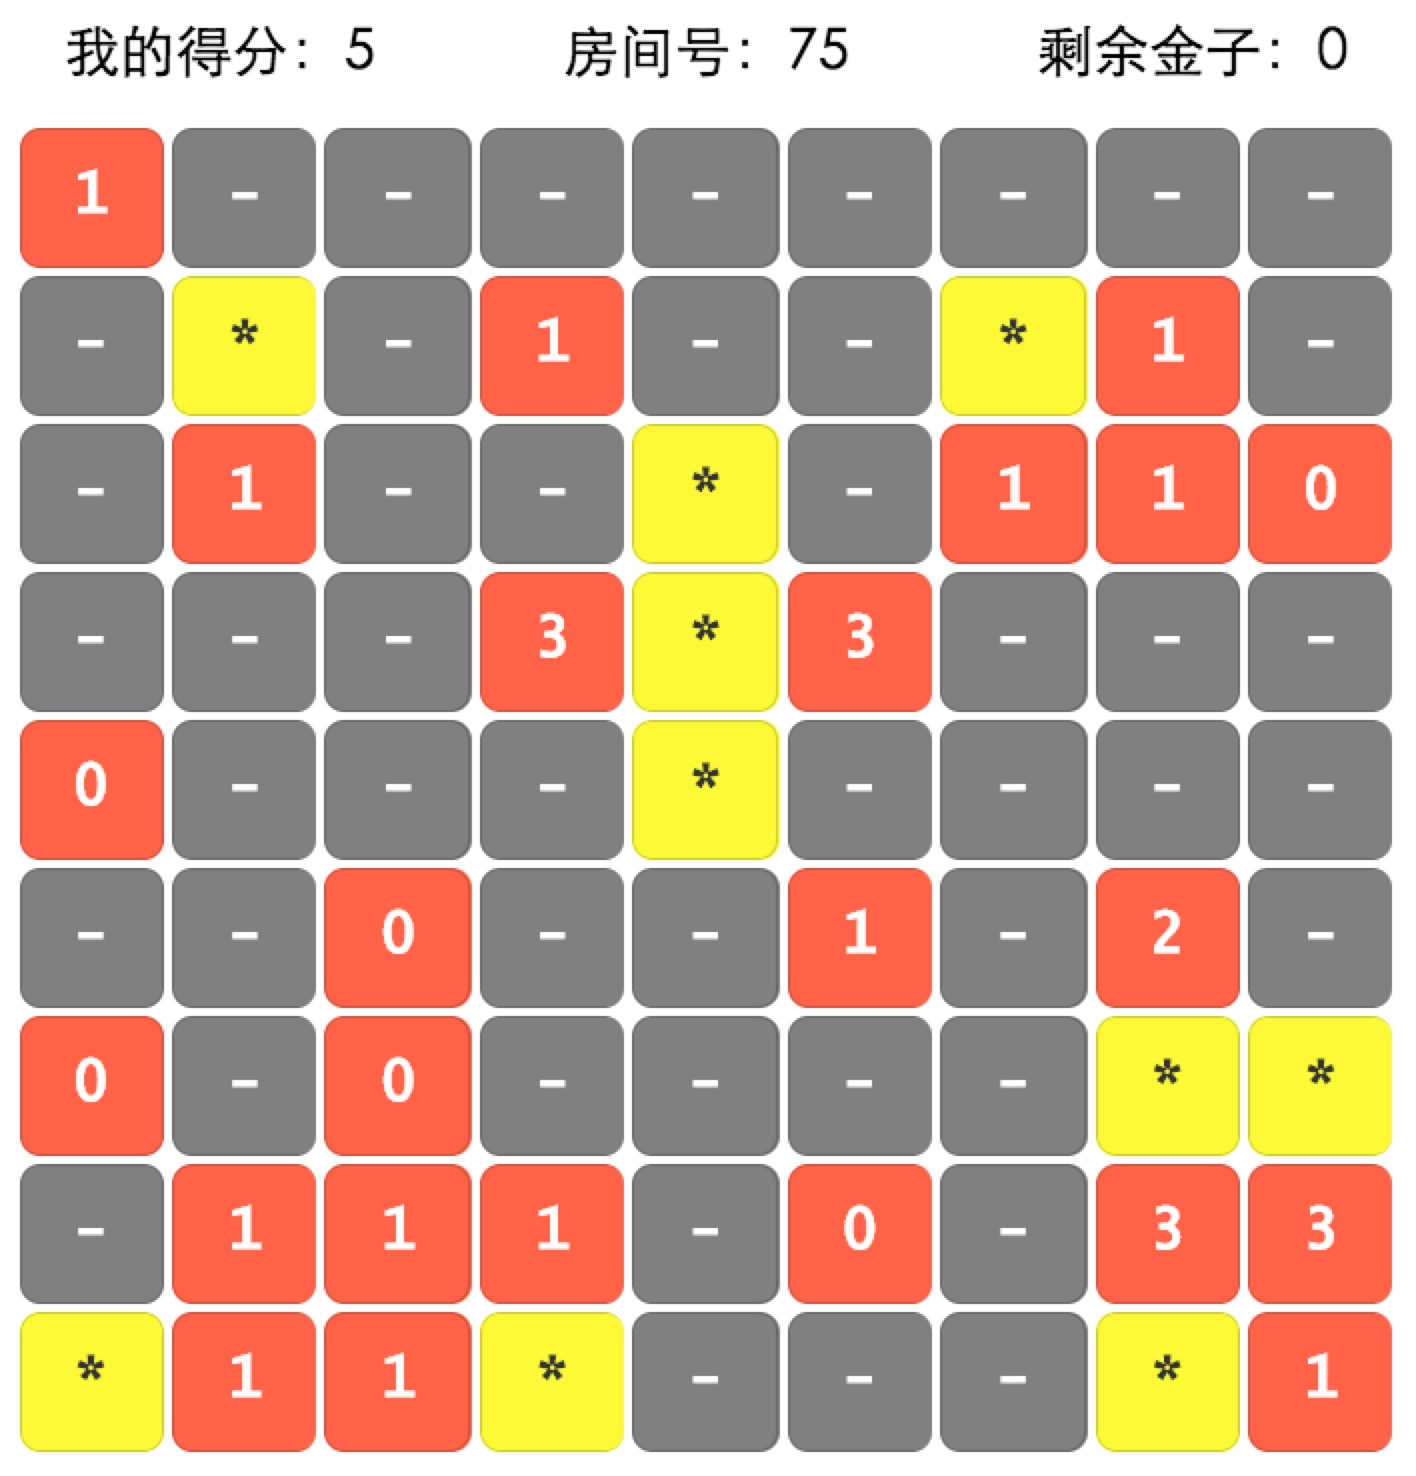 我的得分：5 房间号：75 剩余金子：0
1 - - - - - - - -
- * - 1 - - * 1 -
- 1 - - * - 1 1 0
- - - 3 * 3 - - -
0 - - - * - - - -
- - 0 - - 1 - 2 -
0 - 0 - - - - * *
- 1 1 1 - 0 - 3 3
* 1 1 * - - - * 1